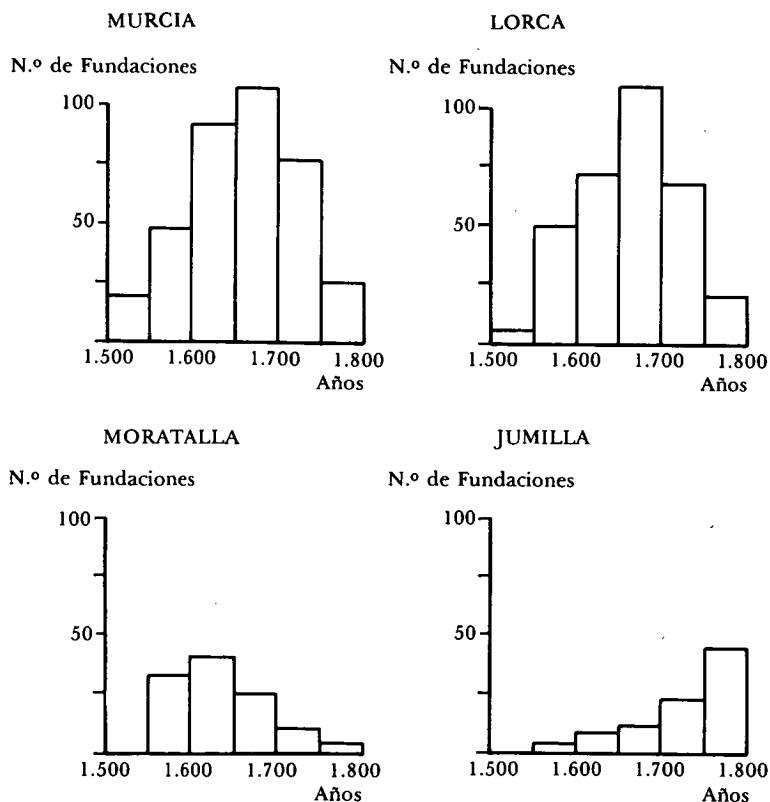 MURCIA
N.º de Fundaciones
100
50
1.500 1.600 1.700 1.800
Años
LORCA
N.º de Fundaciones
100
50
1.500 1.600 1.700 1.800
Años
MORATALLA
N.º de Fundaciones
100
50
1.500 1.600 1.700 1.800
Años
JUMILLA
N.º de Fundaciones
100
50
1.500 1.600 1.700 1.800
Años